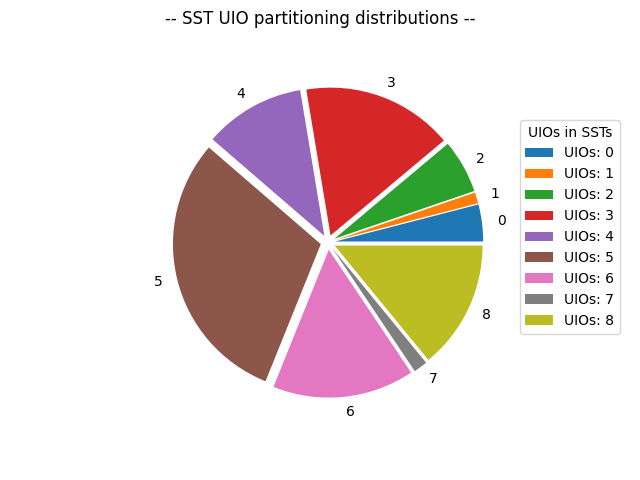 -- SST UIO partitioning distributions --
3
4
2
1
0
5
8
7
6
UIOs in SSTs
UIOs: 0
UIOs: 1
UIOs: 2
UIOs: 3
UIOs: 4
UIOs: 5
UIOs: 6
UIOs: 7
UIOs: 8